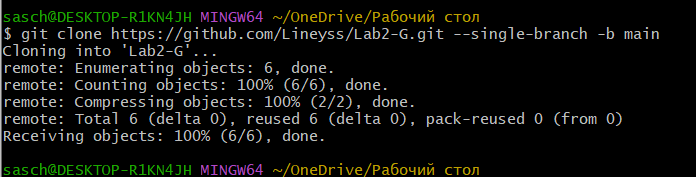 sasch@DESKTOP-R1KN4JH MINGW64 ~/OneDrive/Рабочий стол
$ git clone https://github.com/Lineyss/Lab2-G.git --single-branch -b main
Cloning into 'Lab2-G'...
remote: Enumerating objects: 6, done.
remote: Counting objects: 100% (6/6), done.
remote: Compressing objects: 100% (2/2), done.
remote: Total 6 (delta 0), reused 6 (delta 0), pack-reused 0 (from 0)
Receiving objects: 100% (6/6), done.
sasch@DESKTOP-R1KN4JH MINGW64 ~/OneDrive/Рабочий стол